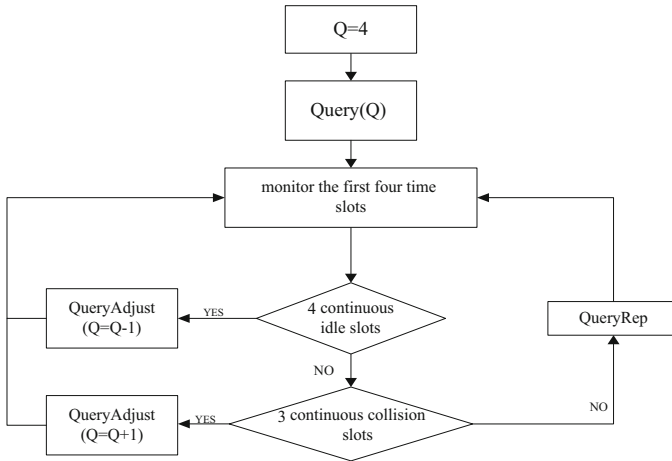 Q=4
Query(Q)
monitor the first four time
slots
QueryAdjust
(Q=Q-1)
YES
4 continuous
idle slots
QueryRep
NO
QueryAdjust
(Q=Q+1)
YES
3 continuous collision
slots
NO